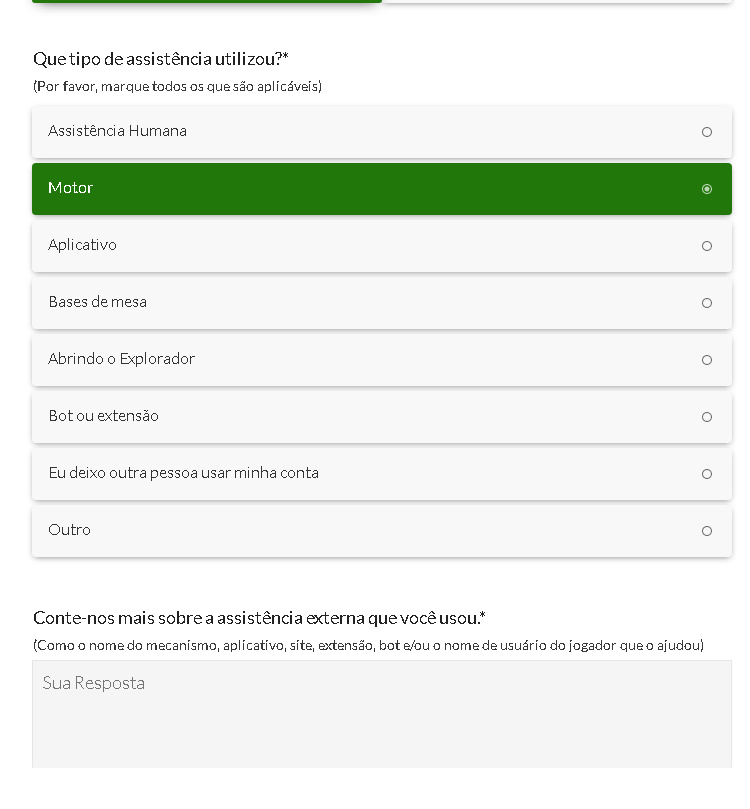 Que tipo de assistência utilizou?*
(Por favor, marque todos os que são aplicáveis)
Assistência Humana
Motor
Aplicativo
Bases de mesa
Abrindo o Explorador
Bot ou extensão
Eu deixo outra pessoa usar minha conta
Outro
Conte-nos mais sobre a assistência externa que você usou.*
(Como o nome do mecanismo, aplicativo, site, extensão, bot e/ou o nome de usuário do jogador que o ajudou)
Sua Resposta